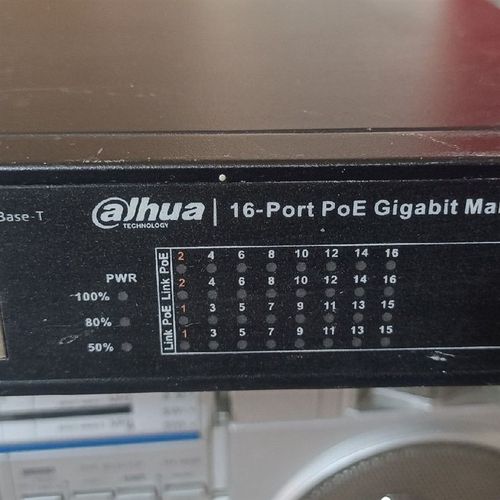 Base-T
alhua
TECHNOLOGY
16-Port PoE Gigabit Ma
PWR
100%
80%
50%
Link PoE Link PoE
2 4 6 8 10 12 14 16
2 4 6 8 10 12 14 16
1 3 5 7 9 11 13 15
1 3 5 7 9 11 13 15